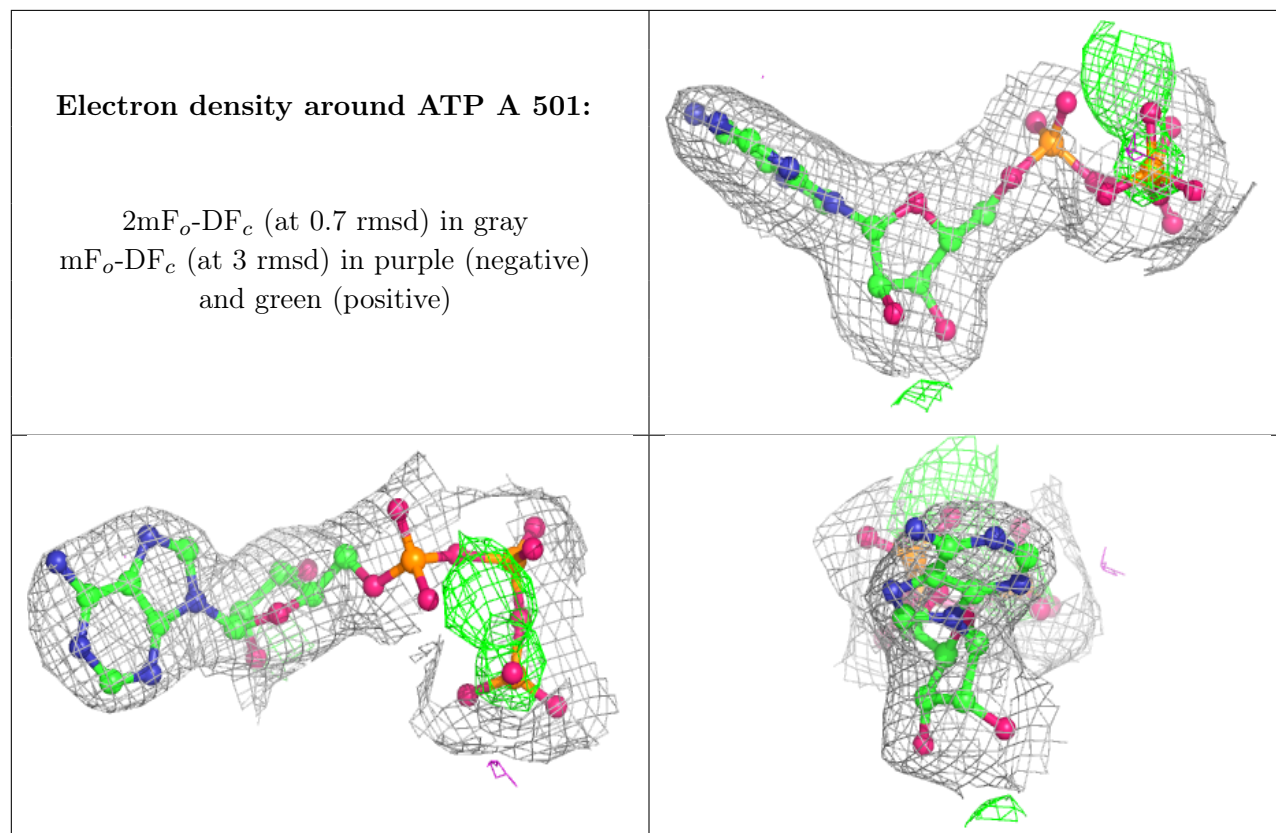 Electron density around ATP A 501:
2mFₒ-DF𝒸 (at 0.7 rmsd) in gray
mFₒ-DF𝒸 (at 3 rmsd) in purple (negative)
and green (positive)